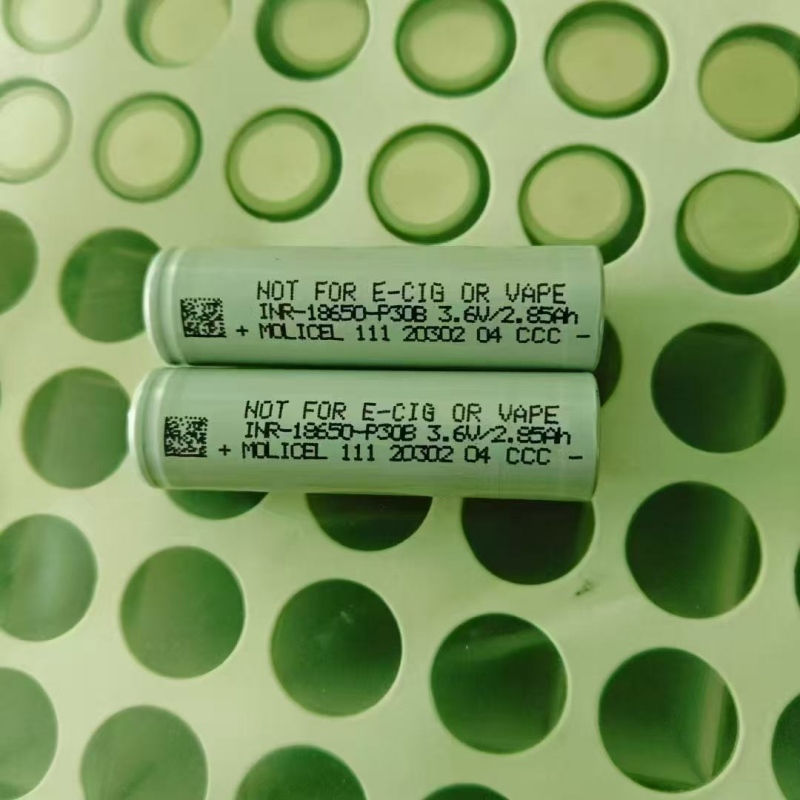 NOT FOR E-CIG OR VAPE
INR-18650-P30B 3.6V/2.85Ah
+ MOLICEL 111 20302 04 CCC -
NOT FOR E-CIG OR VAPE
INR-18650-P30B 3.6V/2.85Ah
+ MOLICEL 111 20302 04 CCC -